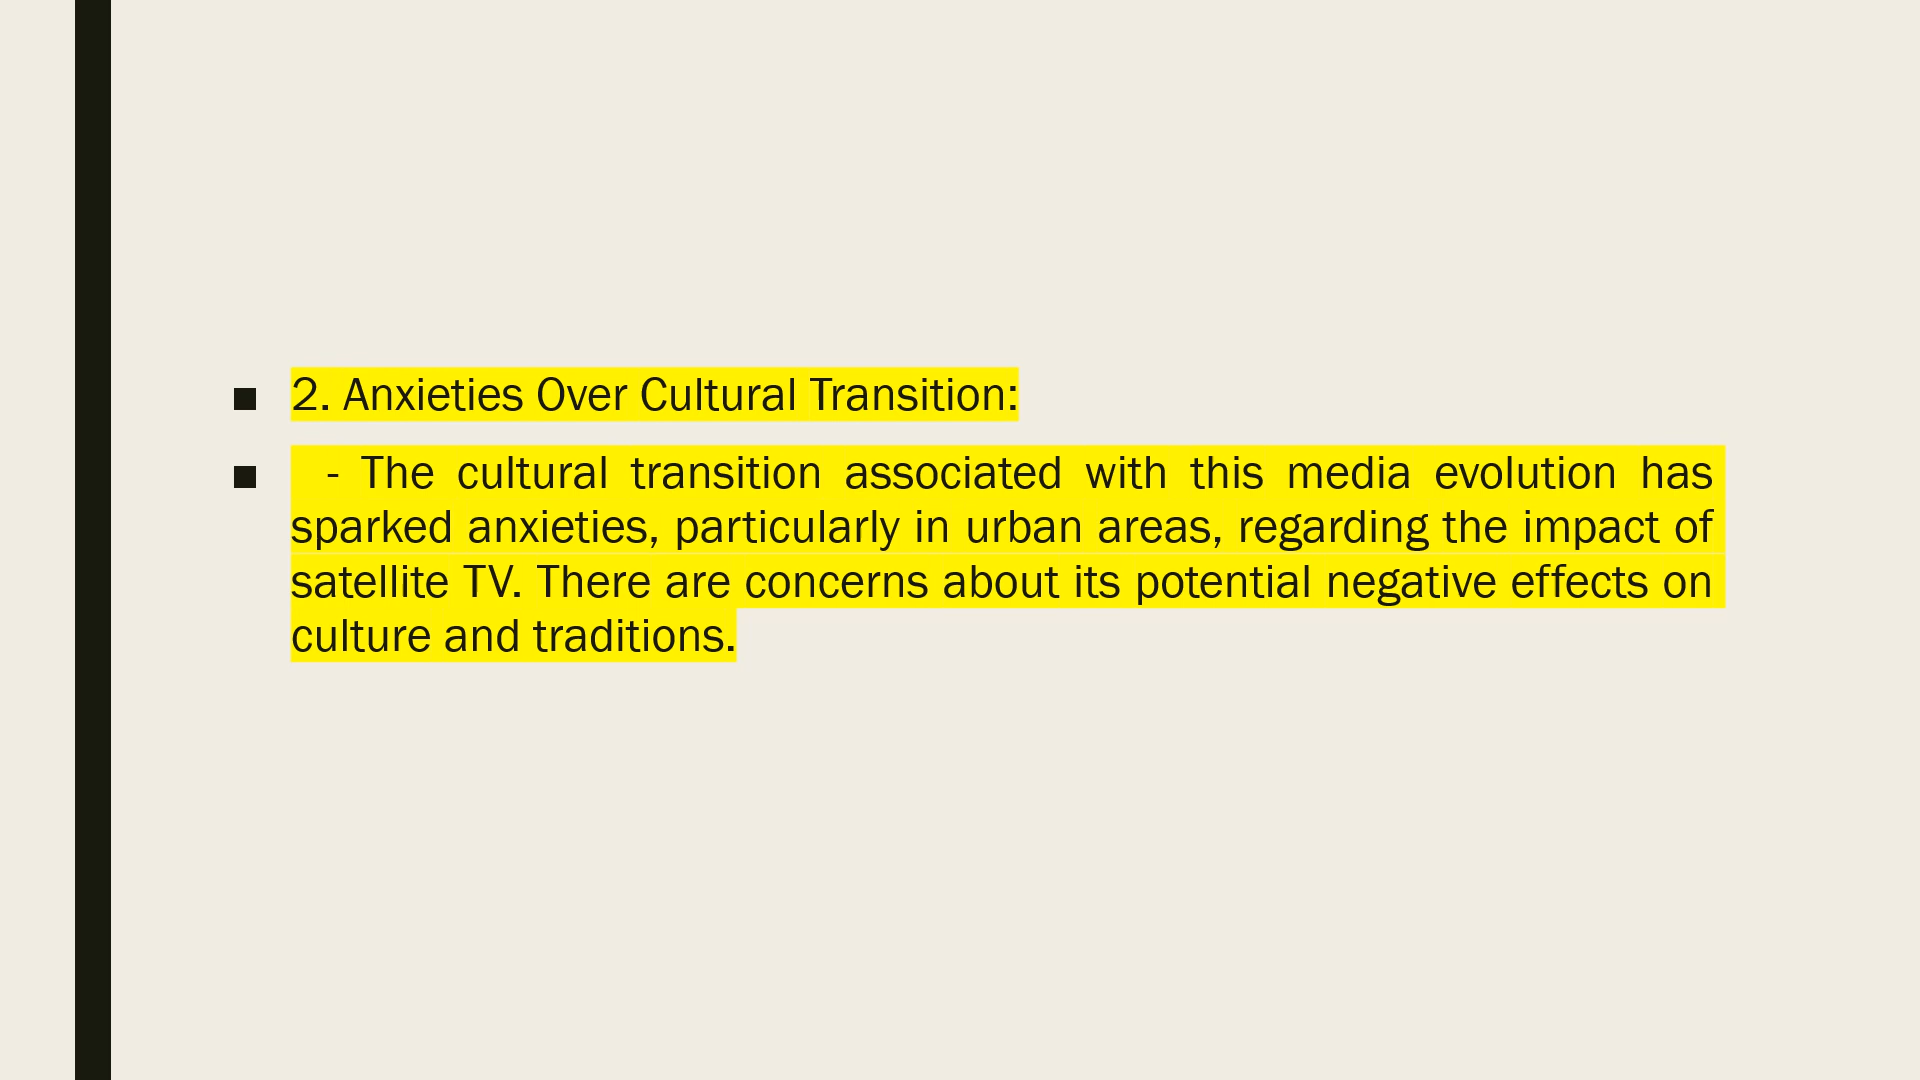 2. Anxieties Over Cultural Transition:
- The cultural transition associated with this media evolution has
sparked anxieties, particularly in urban areas, regarding the impact of
satellite TV. There are concerns about its potential negative effects on
culture and traditions.